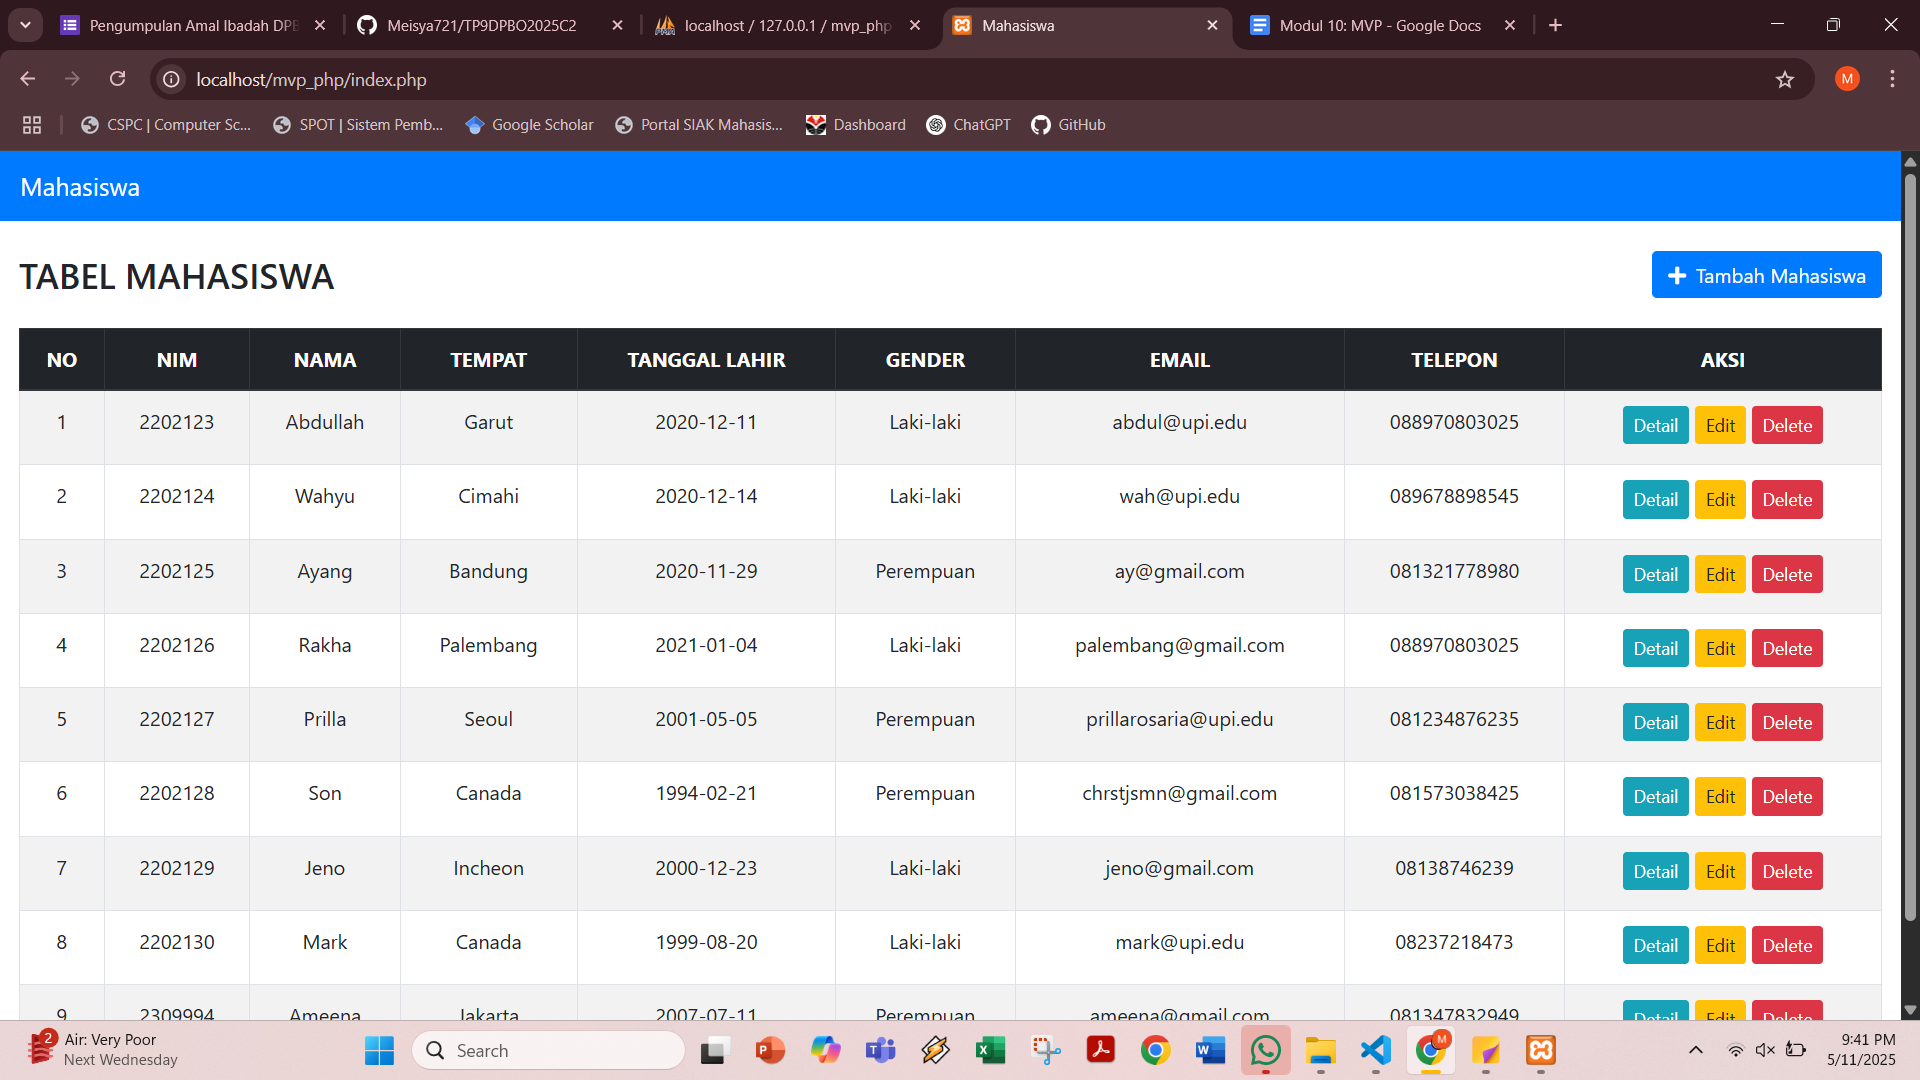 Pengumpulan Amal Ibadah DPB
Meisya721/TP9DPBO2025C2
localhost / 127.0.0.1 / mvp_php
Mahasiswa
Modul 10: MVP - Google Docs
localhost/mvp_php/index.php
M
CSPC | Computer Sc...
SPOT | Sistem Pemb...
Google Scholar
Portal SIAK Mahasis...
Dashboard
ChatGPT
GitHub
Mahasiswa
TABEL MAHASISWA
Tambah Mahasiswa
NO NIM NAMA TEMPAT TANGGAL LAHIR GENDER EMAIL TELEPON AKSI
1 2202123 Abdullah Garut 2020-12-11 Laki-laki abdul@upi.edu 088970803025 Detail Edit Delete
2 2202124 Wahyu Cimahi 2020-12-14 Laki-laki wah@upi.edu 089678898545 Detail Edit Delete
3 2202125 Ayang Bandung 2020-11-29 Perempuan ay@gmail.com 081321778980 Detail Edit Delete
4 2202126 Rakha Palembang 2021-01-04 Laki-laki palembang@gmail.com 088970803025 Detail Edit Delete
5 2202127 Prilla Seoul 2001-05-05 Perempuan prillarosaria@upi.edu 081234876235 Detail Edit Delete
6 2202128 Son Canada 1994-02-21 Perempuan chrstjsmn@gmail.com 081573038425 Detail Edit Delete
7 2202129 Jeno Incheon 2000-12-23 Laki-laki jeno@gmail.com 08138746239 Detail Edit Delete
8 2202130 Mark Canada 1999-08-20 Laki-laki mark@upi.edu 08237218473 Detail Edit Delete
9 2309994 Ameena Jakarta 2007-07-11 Perempuan ameena@gmail.com 081347832949 Detail Edit Delete
2
Air: Very Poor
Next Wednesday
Search
9:41 PM
5/11/2025